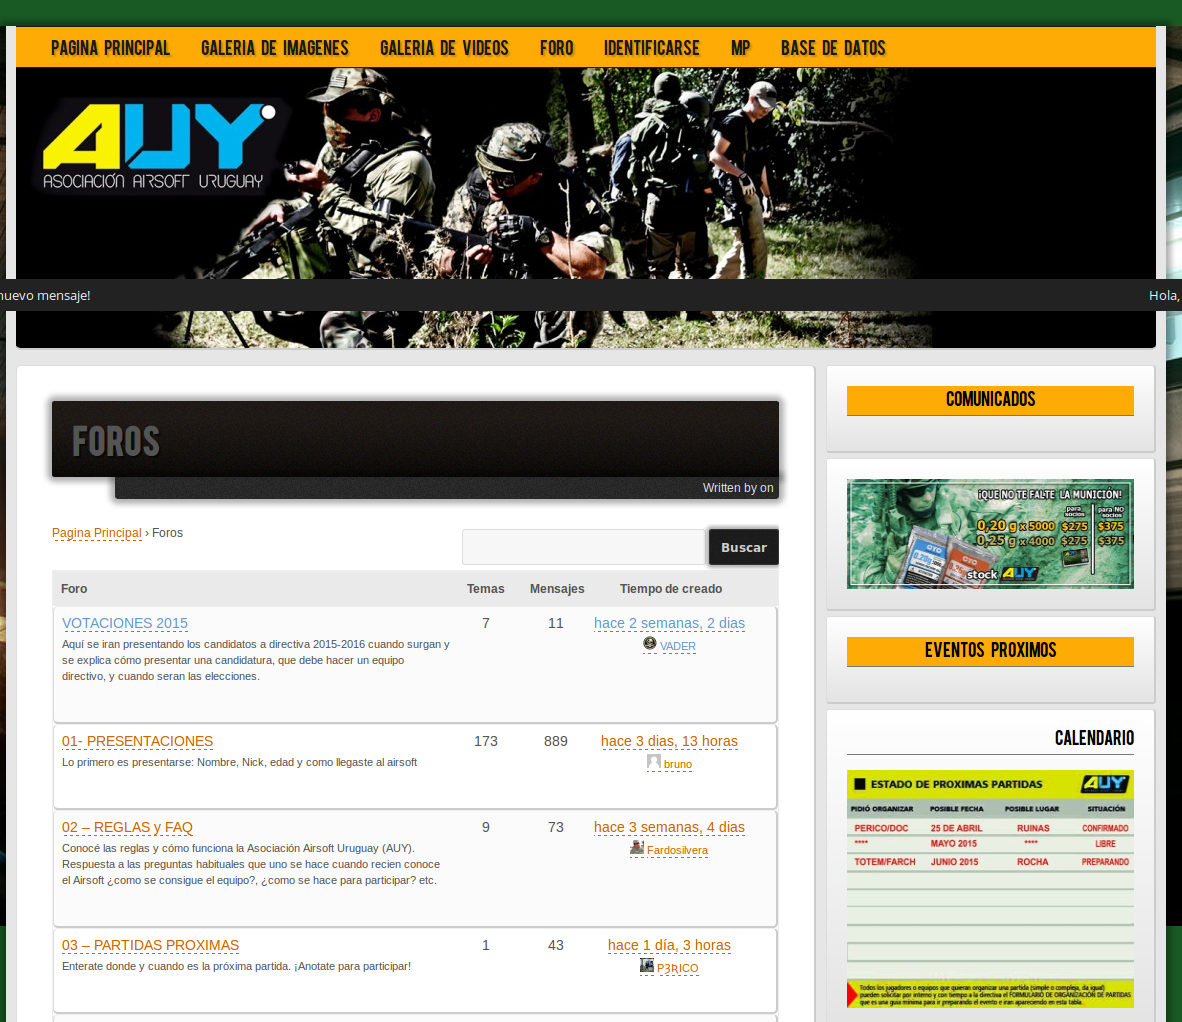 PAGINA PRINCIPAL GALERIA DE IMAGENES GALERIA DE VIDEOS FORO IDENTIFICARSE MP BASE DE DATOS
AUY
ASOCIACIÓN AIRSOFT URUGUAY
nuevo mensaje!
Hola,
FOROS
Written by on
Pagina Principal › Foros
Buscar
Foro Temas Mensajes Tiempo de creado
VOTACIONES 2015 7 11 hace 2 semanas, 2 dias
Aquí se iran presentando los candidatos a directiva 2015-2016 cuando surgan y
VADER
se explica cómo presentar una candidatura, que debe hacer un equipo
directivo, y cuando seran las elecciones.
01- PRESENTACIONES 173 889 hace 3 dias, 13 horas
Lo primero es presentarse: Nombre, Nick, edad y como llegaste al airsoft
bruno
02 – REGLAS y FAQ 9 73 hace 3 semanas, 4 dias
Conocé las reglas y cómo funciona la Asociación Airsoft Uruguay (AUY).
Fardosilvera
Respuesta a las preguntas habituales que uno se hace cuando recien conoce
el Airsoft ¿como se consigue el equipo?, ¿como se hace para participar? etc.
03 – PARTIDAS PROXIMAS 1 43 hace 1 día, 3 horas
Enterate donde y cuando es la próxima partida. ¡Anotate para participar!
PƷRICO
COMUNICADOS
¡QUE NO TE FALTE LA MUNICIÓN!
para socios para NO socios
0,20 g x 5000 $275 $375
0,25 g x 4000 $275 $375
stock AUY
EVENTOS PROXIMOS
CALENDARIO
ESTADO DE PROXIMAS PARTIDAS AUY
PIDIÓ ORGANIZAR POSIBLE FECHA POSIBLE LUGAR SITUACIÓN
PERICO/DOC 25 DE ABRIL RUINAS CONFIRMADO
**** MAYO 2015 **** LIBRE
TOTEM/FARCH JUNIO 2015 ROCHA PREPARANDO
Todos los jugadores o equipos que quieran organizar una partida (simple o compleja, da igual)
pueden solicitar por interno y con tiempo a la directiva el FORMULARIO DE ORGANIZACIÓN DE PARTIDAS
que es una guia minima para ir preparando el evento e iran apareciendo en esta tabla.